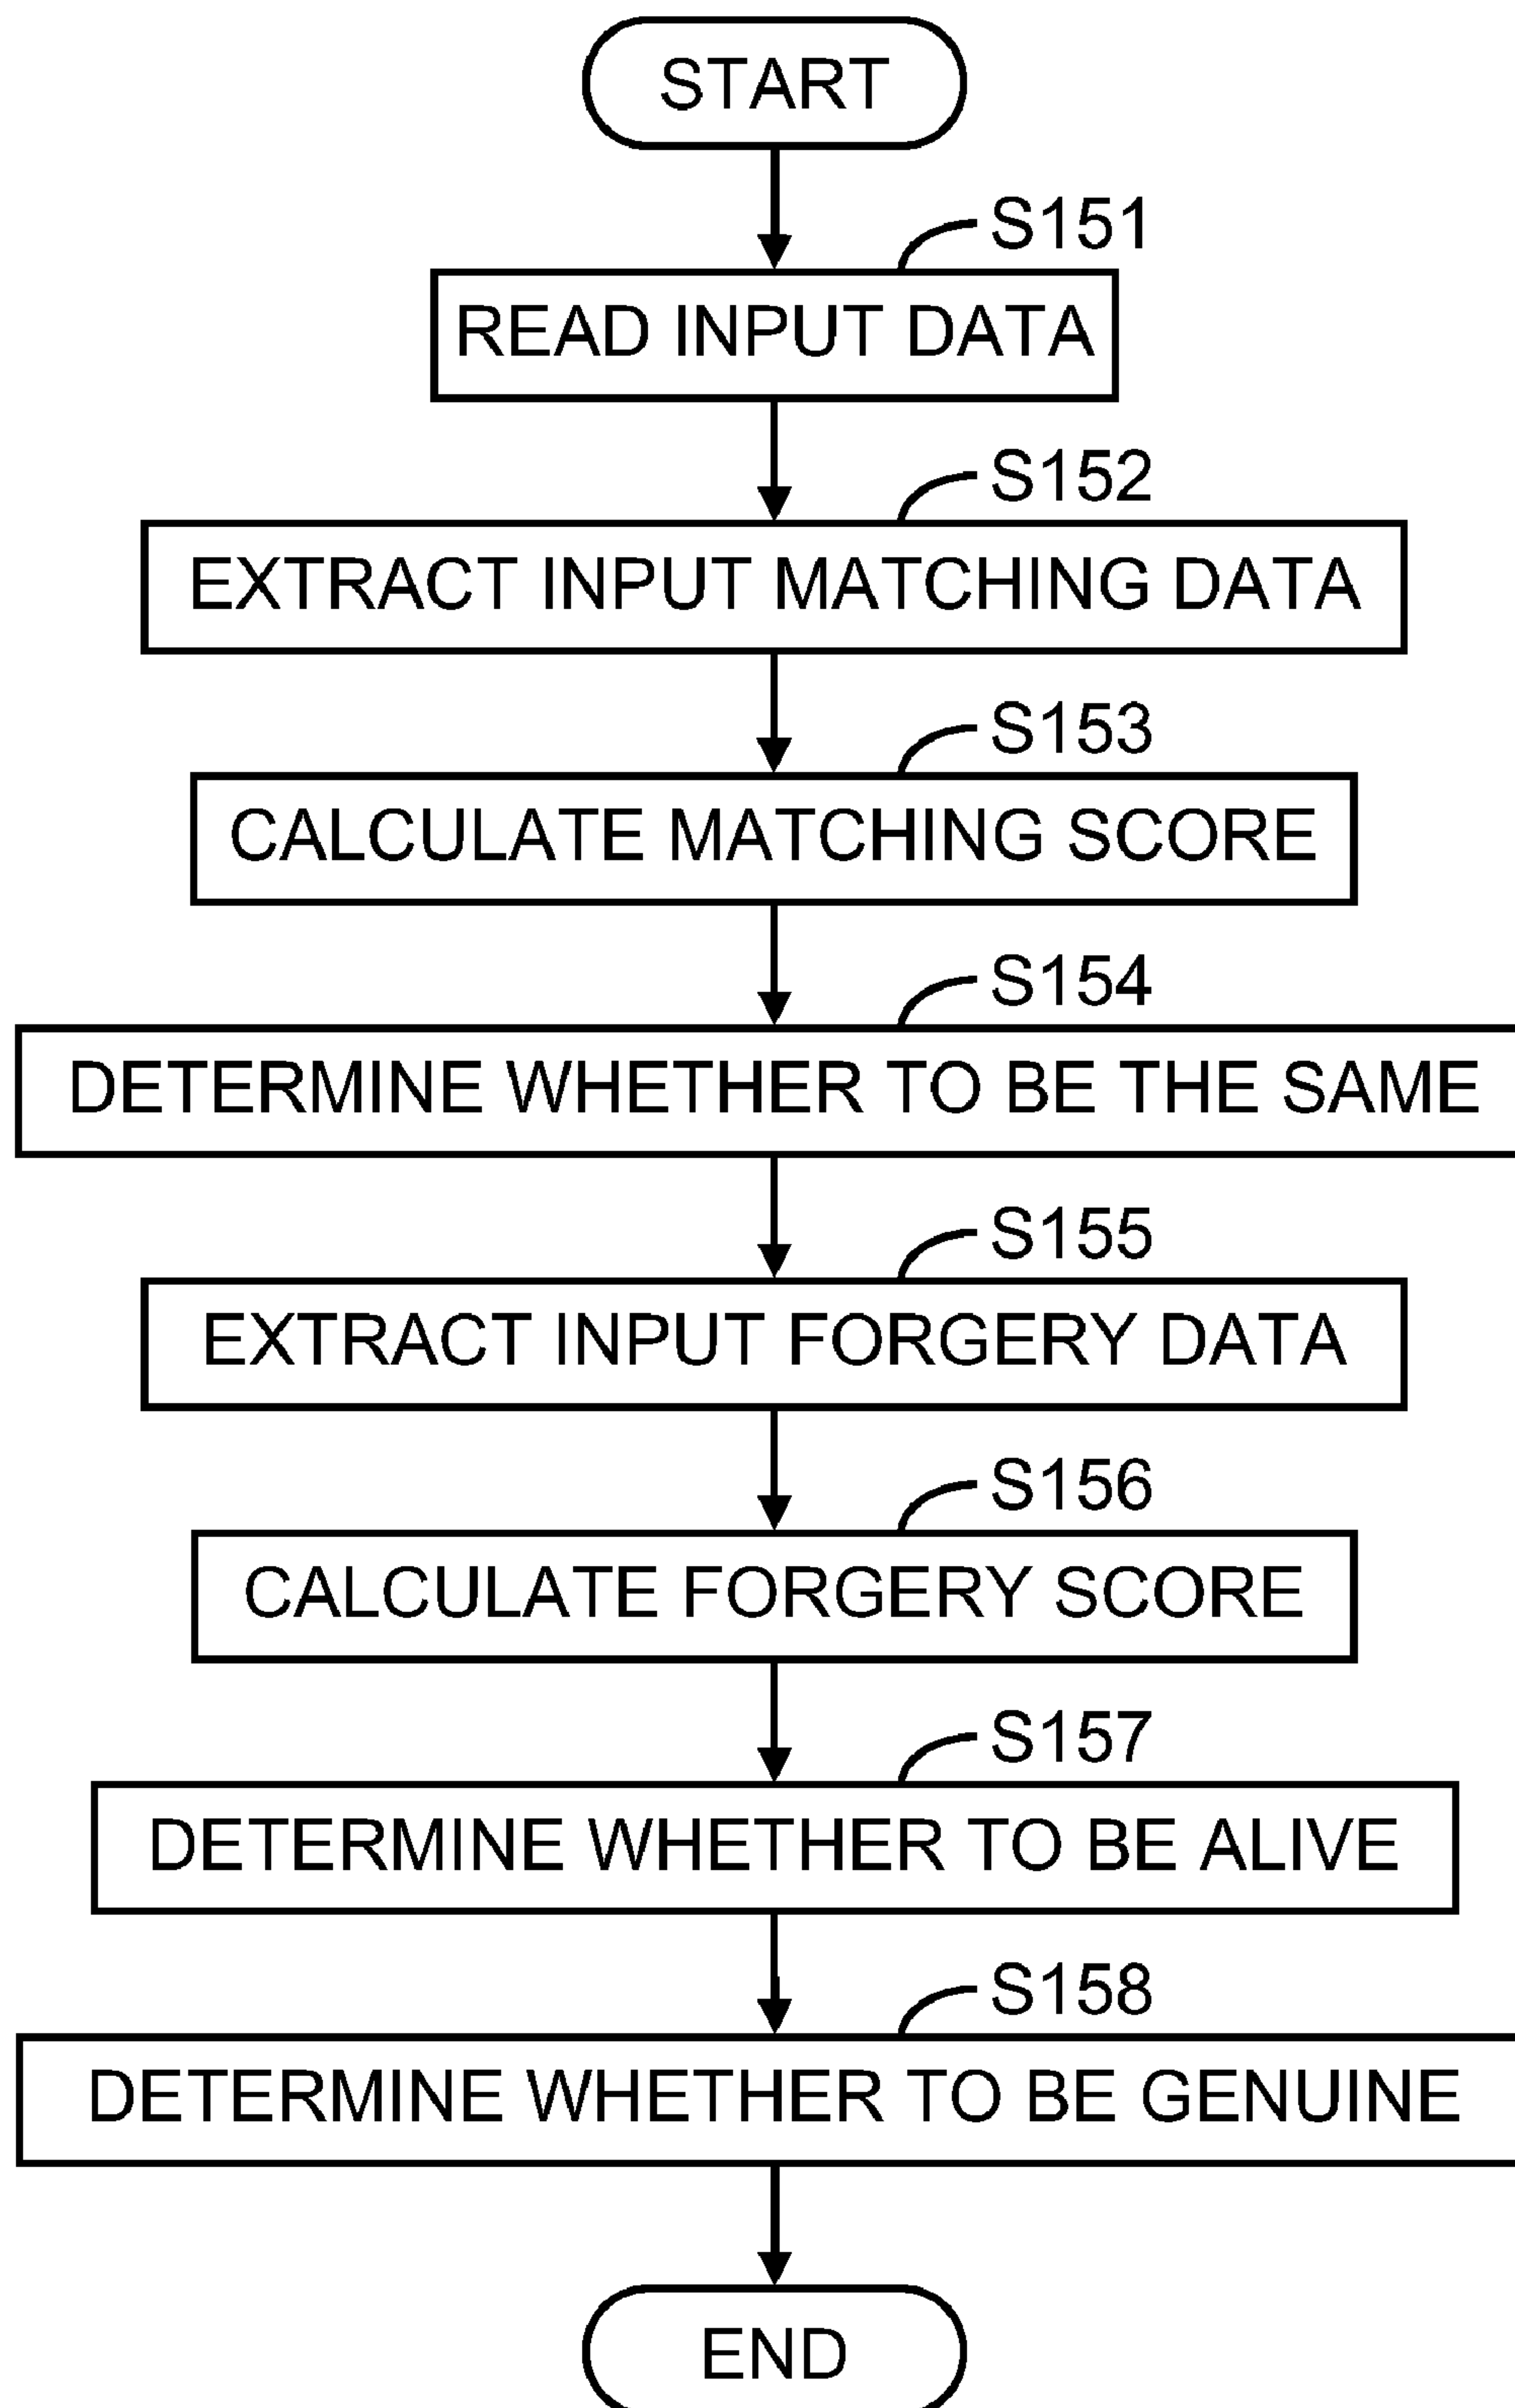 START
S151
READ INPUT DATA
S152
EXTRACT INPUT MATCHING DATA
S153
CALCULATE MATCHING SCORE
S154
DETERMINE WHETHER TO BE THE SAME
S155
EXTRACT INPUT FORGERY DATA
S156
CALCULATE FORGERY SCORE
S157
DETERMINE WHETHER TO BE ALIVE
S158
DETERMINE WHETHER TO BE GENUINE
END